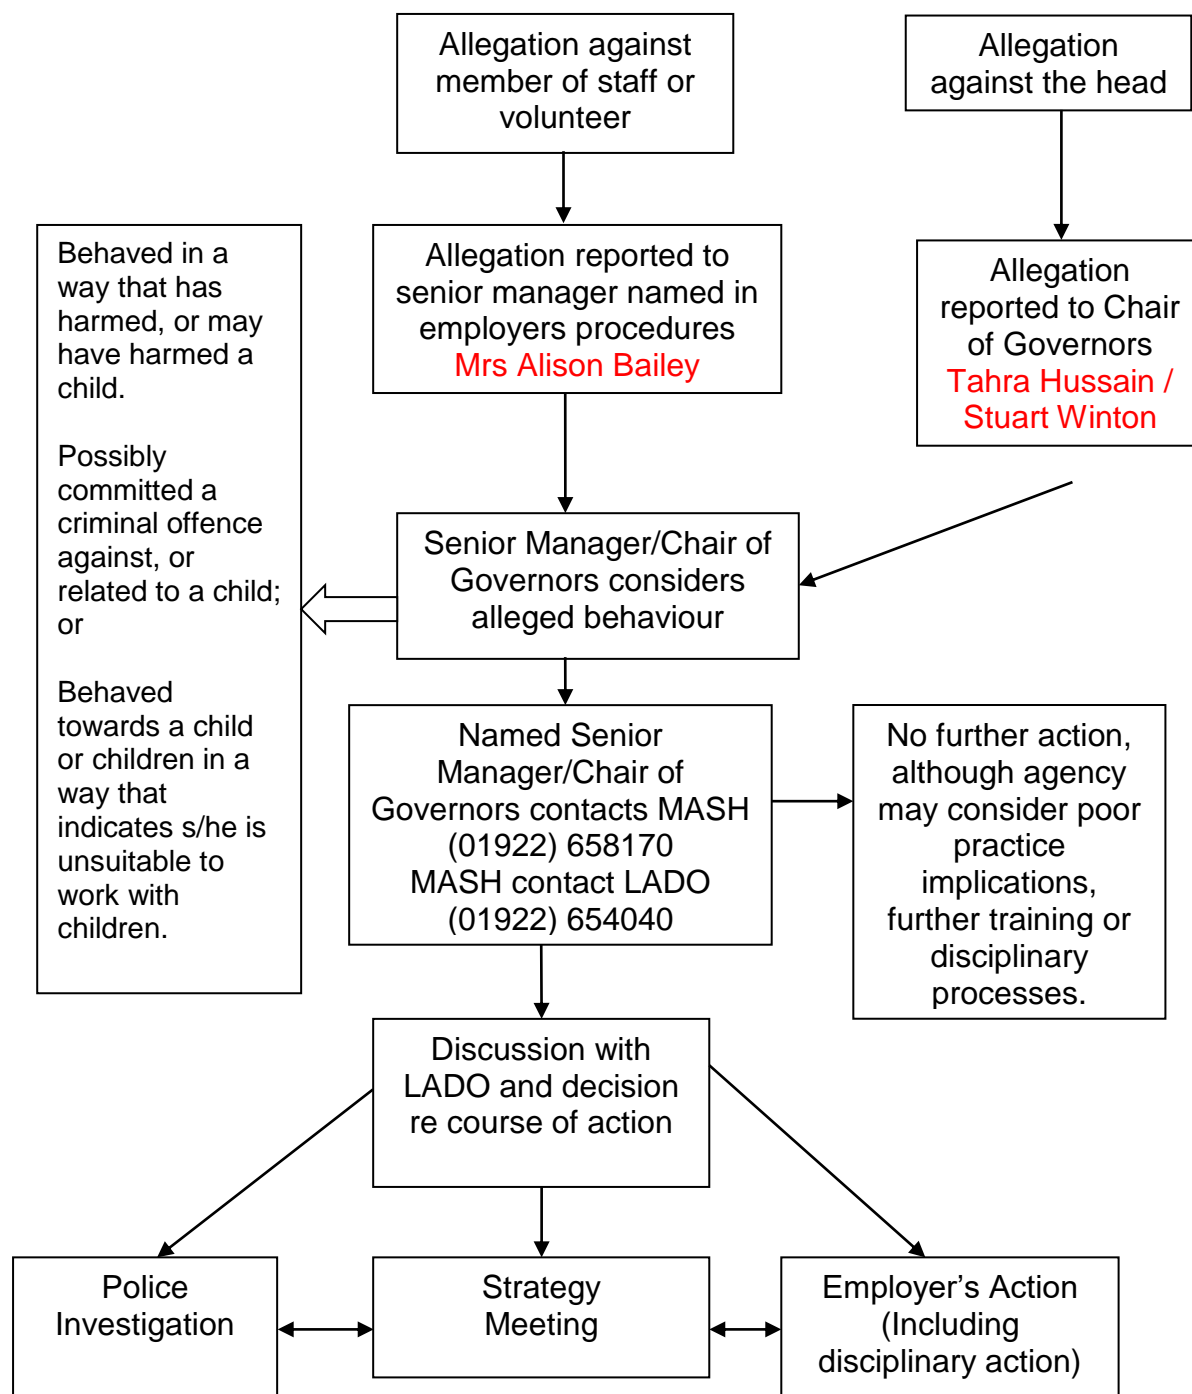 Allegation against
member of staff or
volunteer
Allegation
against the head
Behaved in a
way that has
harmed, or may
have harmed a
child.
Possibly
committed a
criminal offence
against, or
related to a child;
or
Behaved
towards a child
or children in a
way that
indicates s/he is
unsuitable to
work with
children.
Allegation reported to
senior manager named in
employers procedures
Mrs Alison Bailey
Allegation
reported to Chair
of Governors
Tahra Hussain /
Stuart Winton
Senior Manager/Chair of
Governors considers
alleged behaviour
Named Senior
Manager/Chair of
Governors contacts MASH
(01922) 658170
MASH contact LADO
(01922) 654040
No further action,
although agency
may consider poor
practice
implications,
further training or
disciplinary
processes.
Discussion with
LADO and decision
re course of action
Police
Investigation
Strategy
Meeting
Employer’s Action
(Including
disciplinary action)